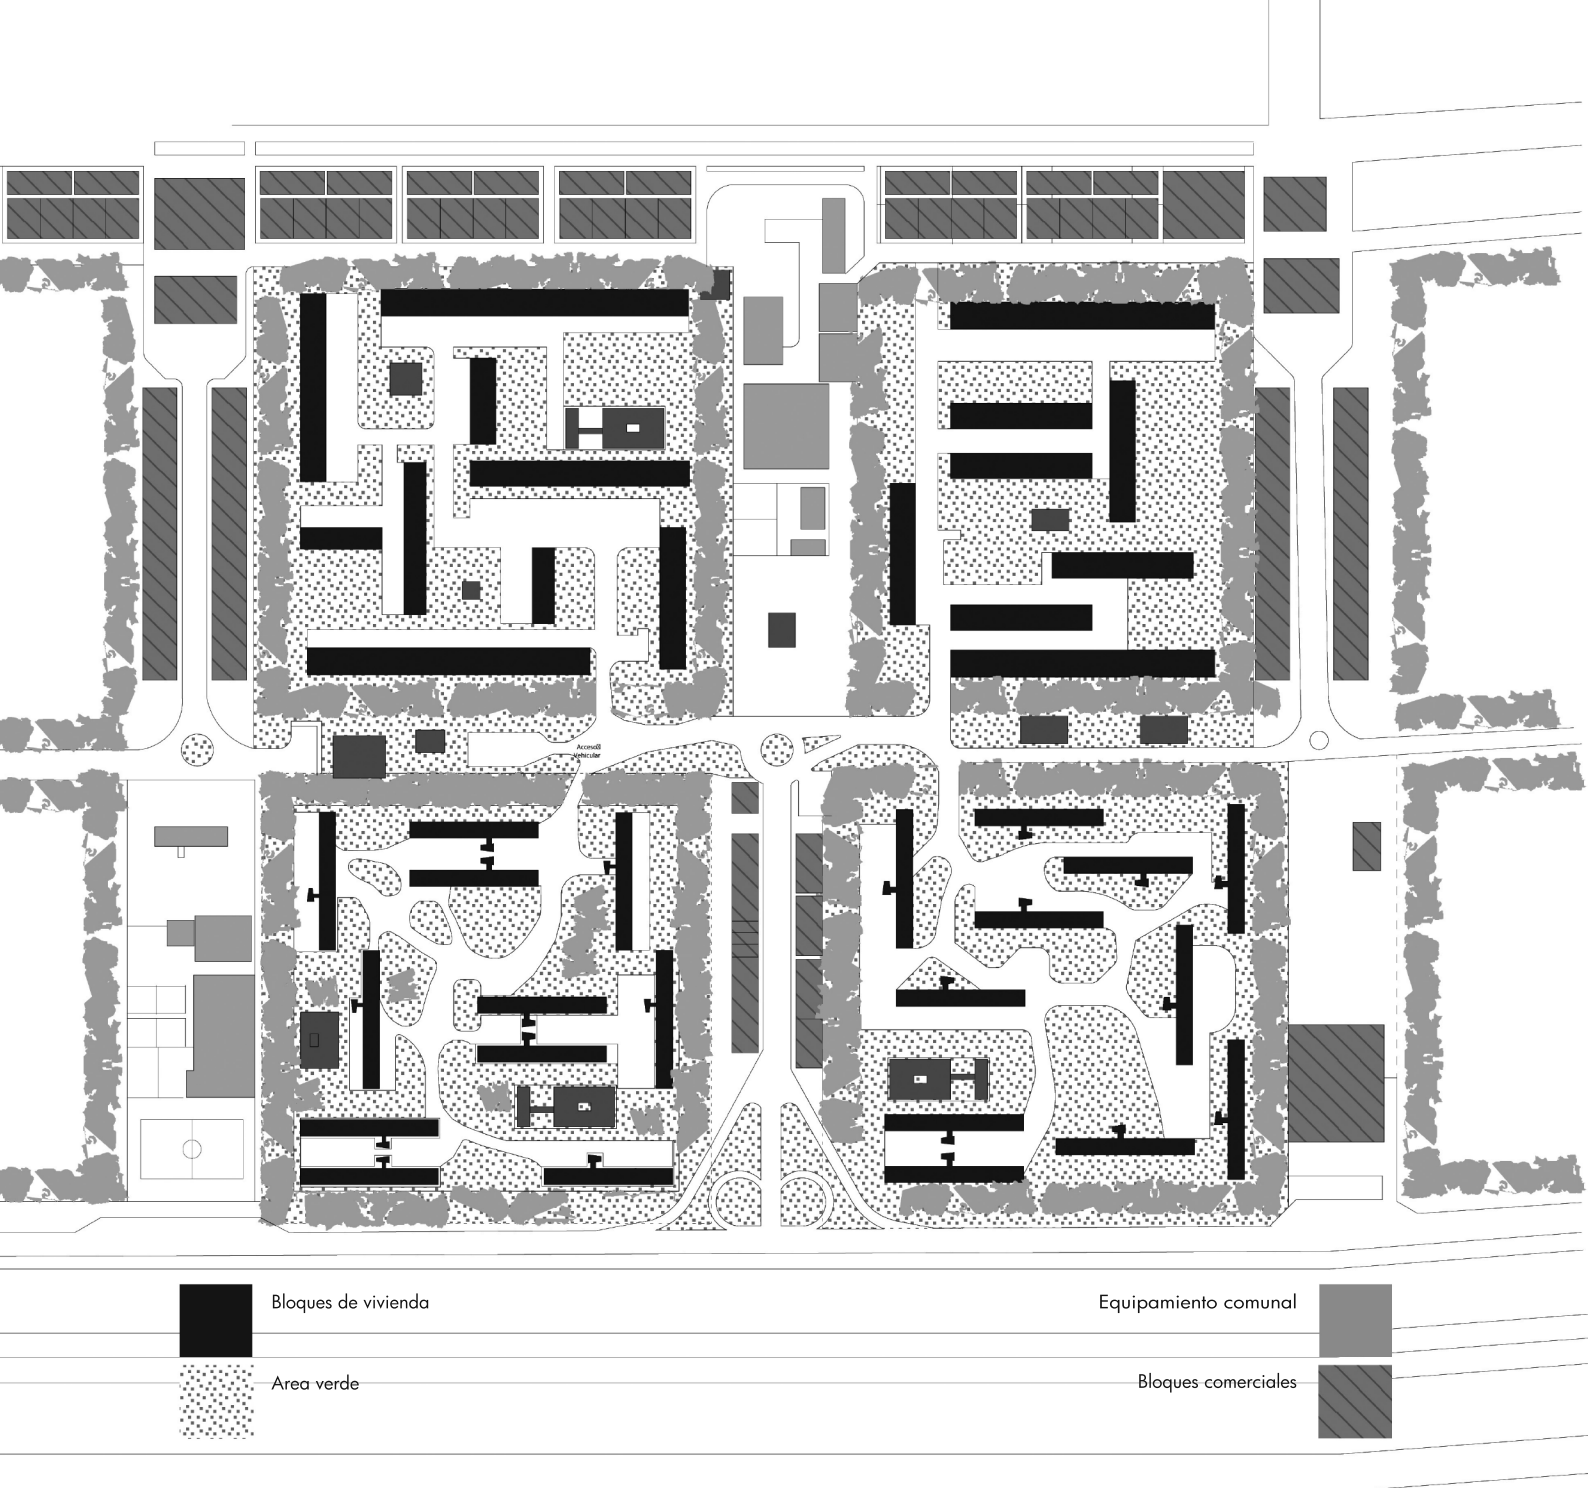 Acceso
Vehicular
Bloques de vivienda
Equipamiento comunal
Area verde
Bloques comerciales